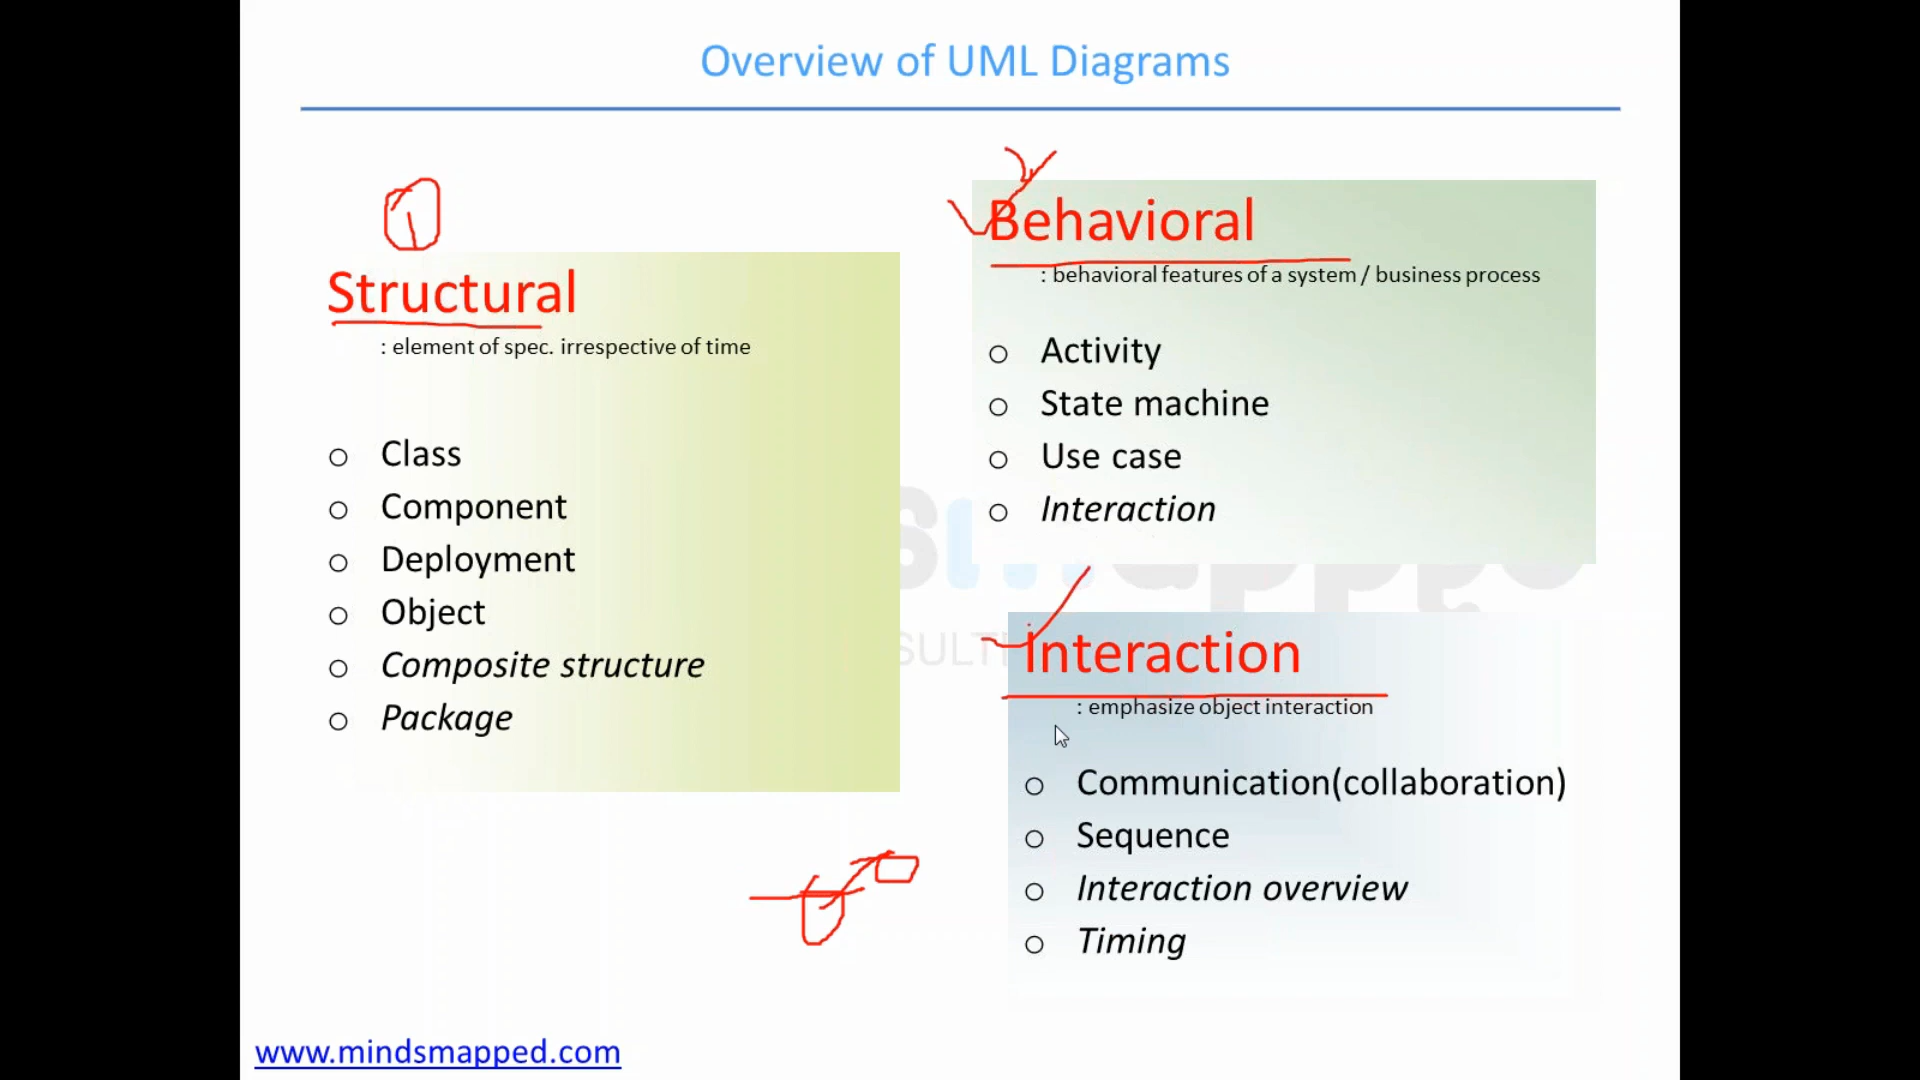 Overview of UML Diagrams
1
Structural
: element of spec. irrespective of time
Class
Component
Deployment
Object
Composite structure
Package
Behavioral
: behavioral features of a system / business process
Activity
State machine
Use case
Interaction
Interaction
: emphasize object interaction
Communication(collaboration)
Sequence
Interaction overview
Timing
www.mindsmapped.com